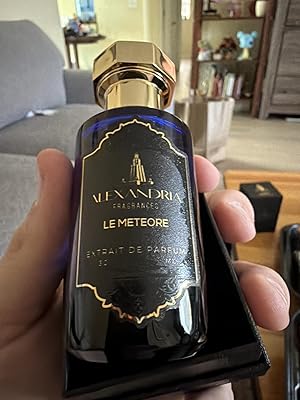 ALEXANDRIA
FRAGRANCES
LE METEORE
EXTRAIT DE PARFUM